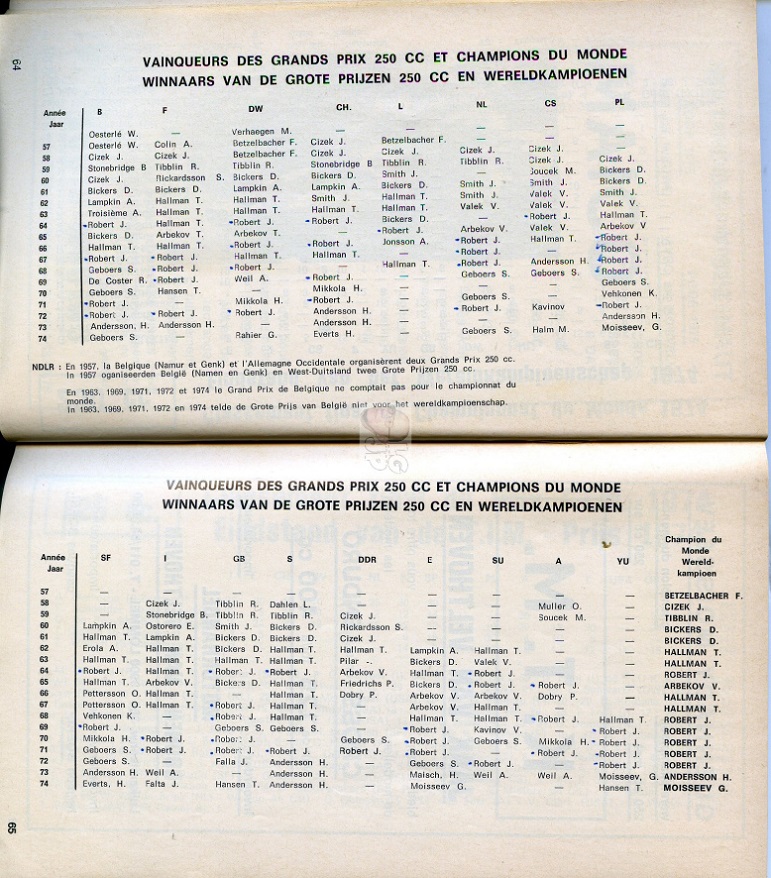 64
VAINQUEURS DES GRANDS PRIX 250 CC ET CHAMPIONS DU MONDE
WINNAARS VAN DE GROTE PRIJZEN 250 CC EN WERELDKAMPIOENEN
Année Jaar B F DW CH. L NL CS PL
Oesterlé W. — Verhaegen M. — — — — —
57 Oesterlé W. Colin A. Betzelbacher F. Cizek J. Betzelbacher F. — — —
58 Cizek J. Cizek J. Betzelbacher F. Cizek J. Cizek J. Cizek J. Cizek J. —
59 Stonebridge B Tibblin R. Tibblin R. Stonebridge B Tibblin R. Tibblin R. Cizek J. Cizek J.
60 Cizek J. Rickardsson S. Bickers D. Bickers D. Smith J. — Soucek M. Bickers D.
61 Bickers D. Bickers D. Lampkin A. Lampkin A. Bickers D. Smith J. Smith J. Bickers D.
62 Lampkin A. Hallman T. Hallman T. Smith J. Hallman T. Smith J. Valek V. Smith J.
63 Troisième A. Hallman T. Hallman T. Hallman T. Hallman T. Valek V. Valek V. Valek V.
64 Robert J. Hallman T. Robert J. Robert J. Bickers D. — Robert J. Hallman T.
65 Bickers D. Arbekov T. Arbekov T. — Robert J. Arbekov V. Valek V. Arbekov V
66 Hallman T. Hallman T. Robert J. Robert J. Jonsson A. Robert J. Hallman T. Robert J.
67 Robert J. Robert J. Hallman T. Hallman T. — Robert J. — Robert J.
68 Geboers S. Robert J. Robert J. — Hallman T. Robert J. Andersson H. Robert J.
69 De Coster R. Robert J. Weil A. Robert J. — Geboers S. Geboers S. Robert J.
70 Geboers S. Hansen T. — Mikkola H. — — — Geboers S.
71 Robert J. — Mikkola H. Robert J. — Geboers S. — Vehkonen K.
72 Robert J. Robert J. Robert J. Andersson H. — Robert J. Kavinov Robert J.
73 Andersson, H. Andersson H. — Andersson H. — — — Andersson H.
74 Geboers S. — Rahier G. Everts H. — Geboers S. Halm M. Moisseev, G.
NDLR : En 1957, la Belgique (Namur et Genk) et l'Allemagne Occidentale organisèrent deux Grands Prix 250 cc.
In 1957 oganiseerden België (Namen en Genk) en West-Duitsland twee Grote Prijzen 250 cc.
En 1963, 1969, 1971, 1972 et 1974 le Grand Prix de Belgique ne comptait pas pour le championnat du
monde.
In 1963, 1969, 1971, 1972 en 1974 telde de Grote Prijs van België niet voor het wereldkampioenschap.
VAINQUEURS DES GRANDS PRIX 250 CC ET CHAMPIONS DU MONDE
WINNAARS VAN DE GROTE PRIJZEN 250 CC EN WERELDKAMPIOENEN
Année Jaar SF I GB S DDR E SU A YU Champion du Monde Wereld-kampioen
57 — — — — — — — — — BETZELBACHER F.
58 — Cizek J. Tibblin R. Dahlen L. — — — Muller O. — CIZEK J.
59 — Stonebridge B. Tibblin R. Tibblin R. Cizek J. — — Soucek M. — TIBBLIN R.
60 Lampkin A. Ostorero E. Smith J. Bickers D. Rickardsson S. — — — — BICKERS D.
61 Hallman T. Lampkin A. Bickers D. Bickers D. Cizek J. — — — — BICKERS D.
62 Erola A. Hallman T. Bickers D. Bickers D. Hallman T. Lampkin A. Hallman T. — — HALLMAN T.
63 Hallman T. Hallman T. Hallman T. Hallman T. Pilar -. Bickers D. Valek V. — — HALLMAN T.
64 Robert J. Hallman T. Robert J. Robert J. Arbekov V. Hallman T. Robert J. — — ROBERT J.
65 Hallman T. Arbekov V. Bickers D. Hallman T. Friedrichs P. Bickers D. Robert J. Robert J. — ARBEKOV V.
66 Pettersson O. Hallman T. — Hallman T. Dobry P. Arbekov V. Arbekov V. Dobry P. — HALLMAN T.
67 Pettersson O. Hallman T. Robert J. Hallman T. — Arbekov V. Hallman T. — — HALLMAN T.
68 Vehkonen K. — Robert J. Hallman T. — Hallman T. Hallman T. Robert J. Hallman T. ROBERT J.
69 Robert J. — Geboers S. Geboers S. — Robert J. Kavinov V. — Robert J. ROBERT J.
70 Mikkola H. Robert J. Robert J. — Geboers S. Robert J. Geboers S. Mikkola H. Robert J. ROBERT J.
71 Geboers S. Robert J. Robert J. Robert J. Robert J. Robert J. — Robert J. Robert J. ROBERT J.
72 Geboers S. — Falla J. Andersson H. — Geboers S. Robert J. — Robert J. ROBERT J.
73 Andersson H. Weil A. — Andersson H. — Maisch, H. Weil A. Weil A. Moisseev, G. ANDERSSON H.
74 Everts, H. Falta J. Hansen T. Andersson H. — Moisseev G. — — Hansen T. MOISSEEV G.
65